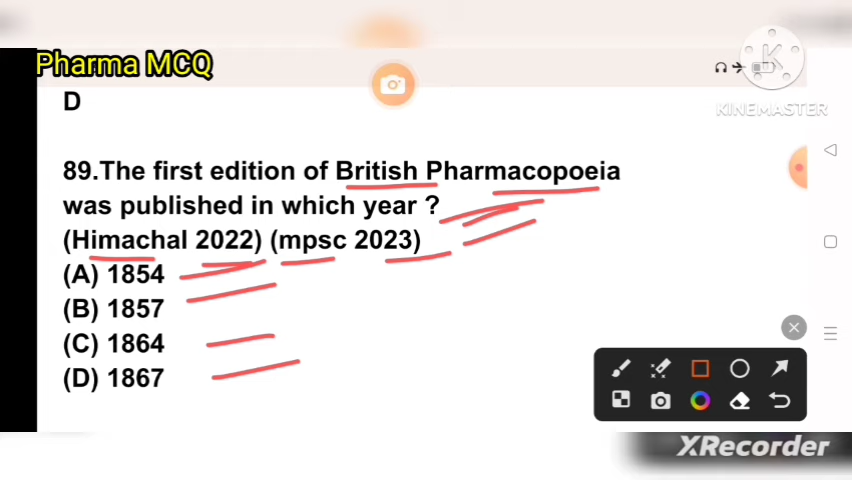 Pharma MCQ
KINEMASTER
D
89.The first edition of British Pharmacopoeia
was published in which year ?
(Himachal 2022) (mpsc 2023)
(A) 1854
(B) 1857
(C) 1864
(D) 1867
XRecorder